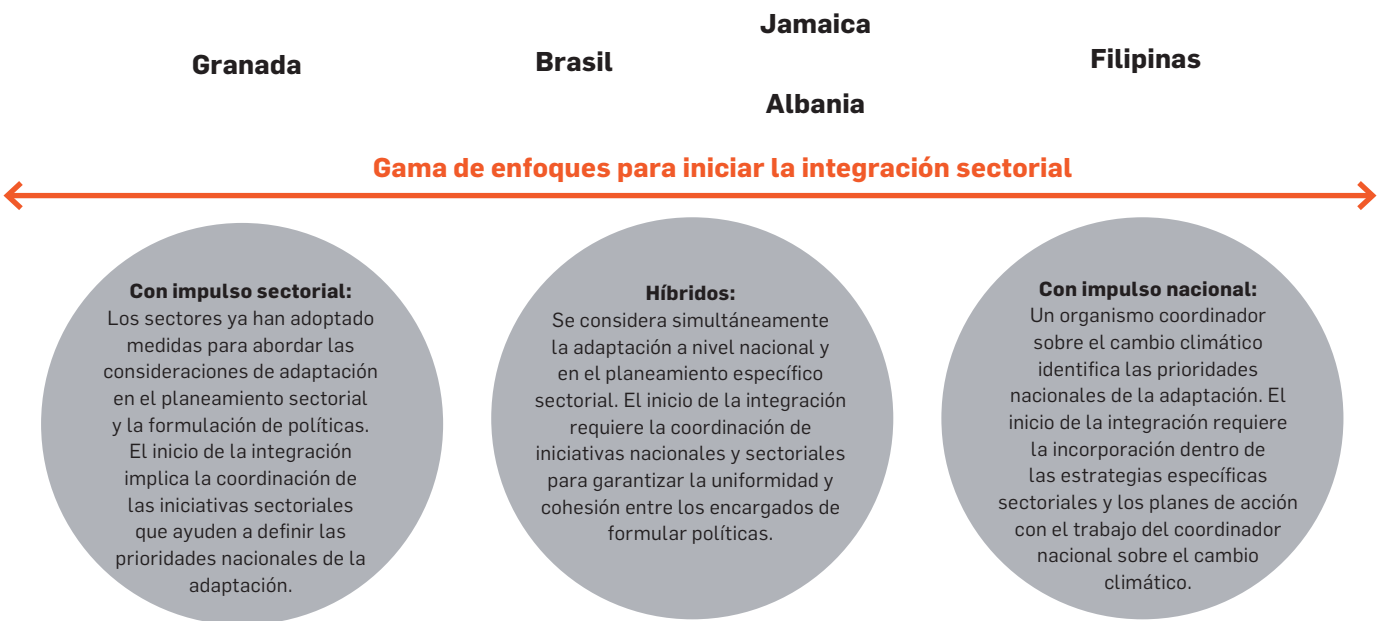 Jamaica
Granada
Brasil
Filipinas
Albania
Gama de enfoques para iniciar la integración sectorial
Con impulso sectorial:
Los sectores ya han adoptado
medidas para abordar las
consideraciones de adaptación
en el planeamiento sectorial
y la formulación de políticas.
El inicio de la integración
implica la coordinación de
las iniciativas sectoriales
que ayuden a definir las
prioridades nacionales de la
adaptación.
Híbridos:
Se considera simultáneamente
la adaptación a nivel nacional y
en el planeamiento específico
sectorial. El inicio de la integración
requiere la coordinación de
iniciativas nacionales y sectoriales
para garantizar la uniformidad y
cohesión entre los encargados de
formular políticas.
Con impulso nacional:
Un organismo coordinador
sobre el cambio climático
identifica las prioridades
nacionales de la adaptación. El
inicio de la integración requiere
la incorporación dentro de
las estrategias específicas
sectoriales y los planes de acción
con el trabajo del coordinador
nacional sobre el cambio
climático.